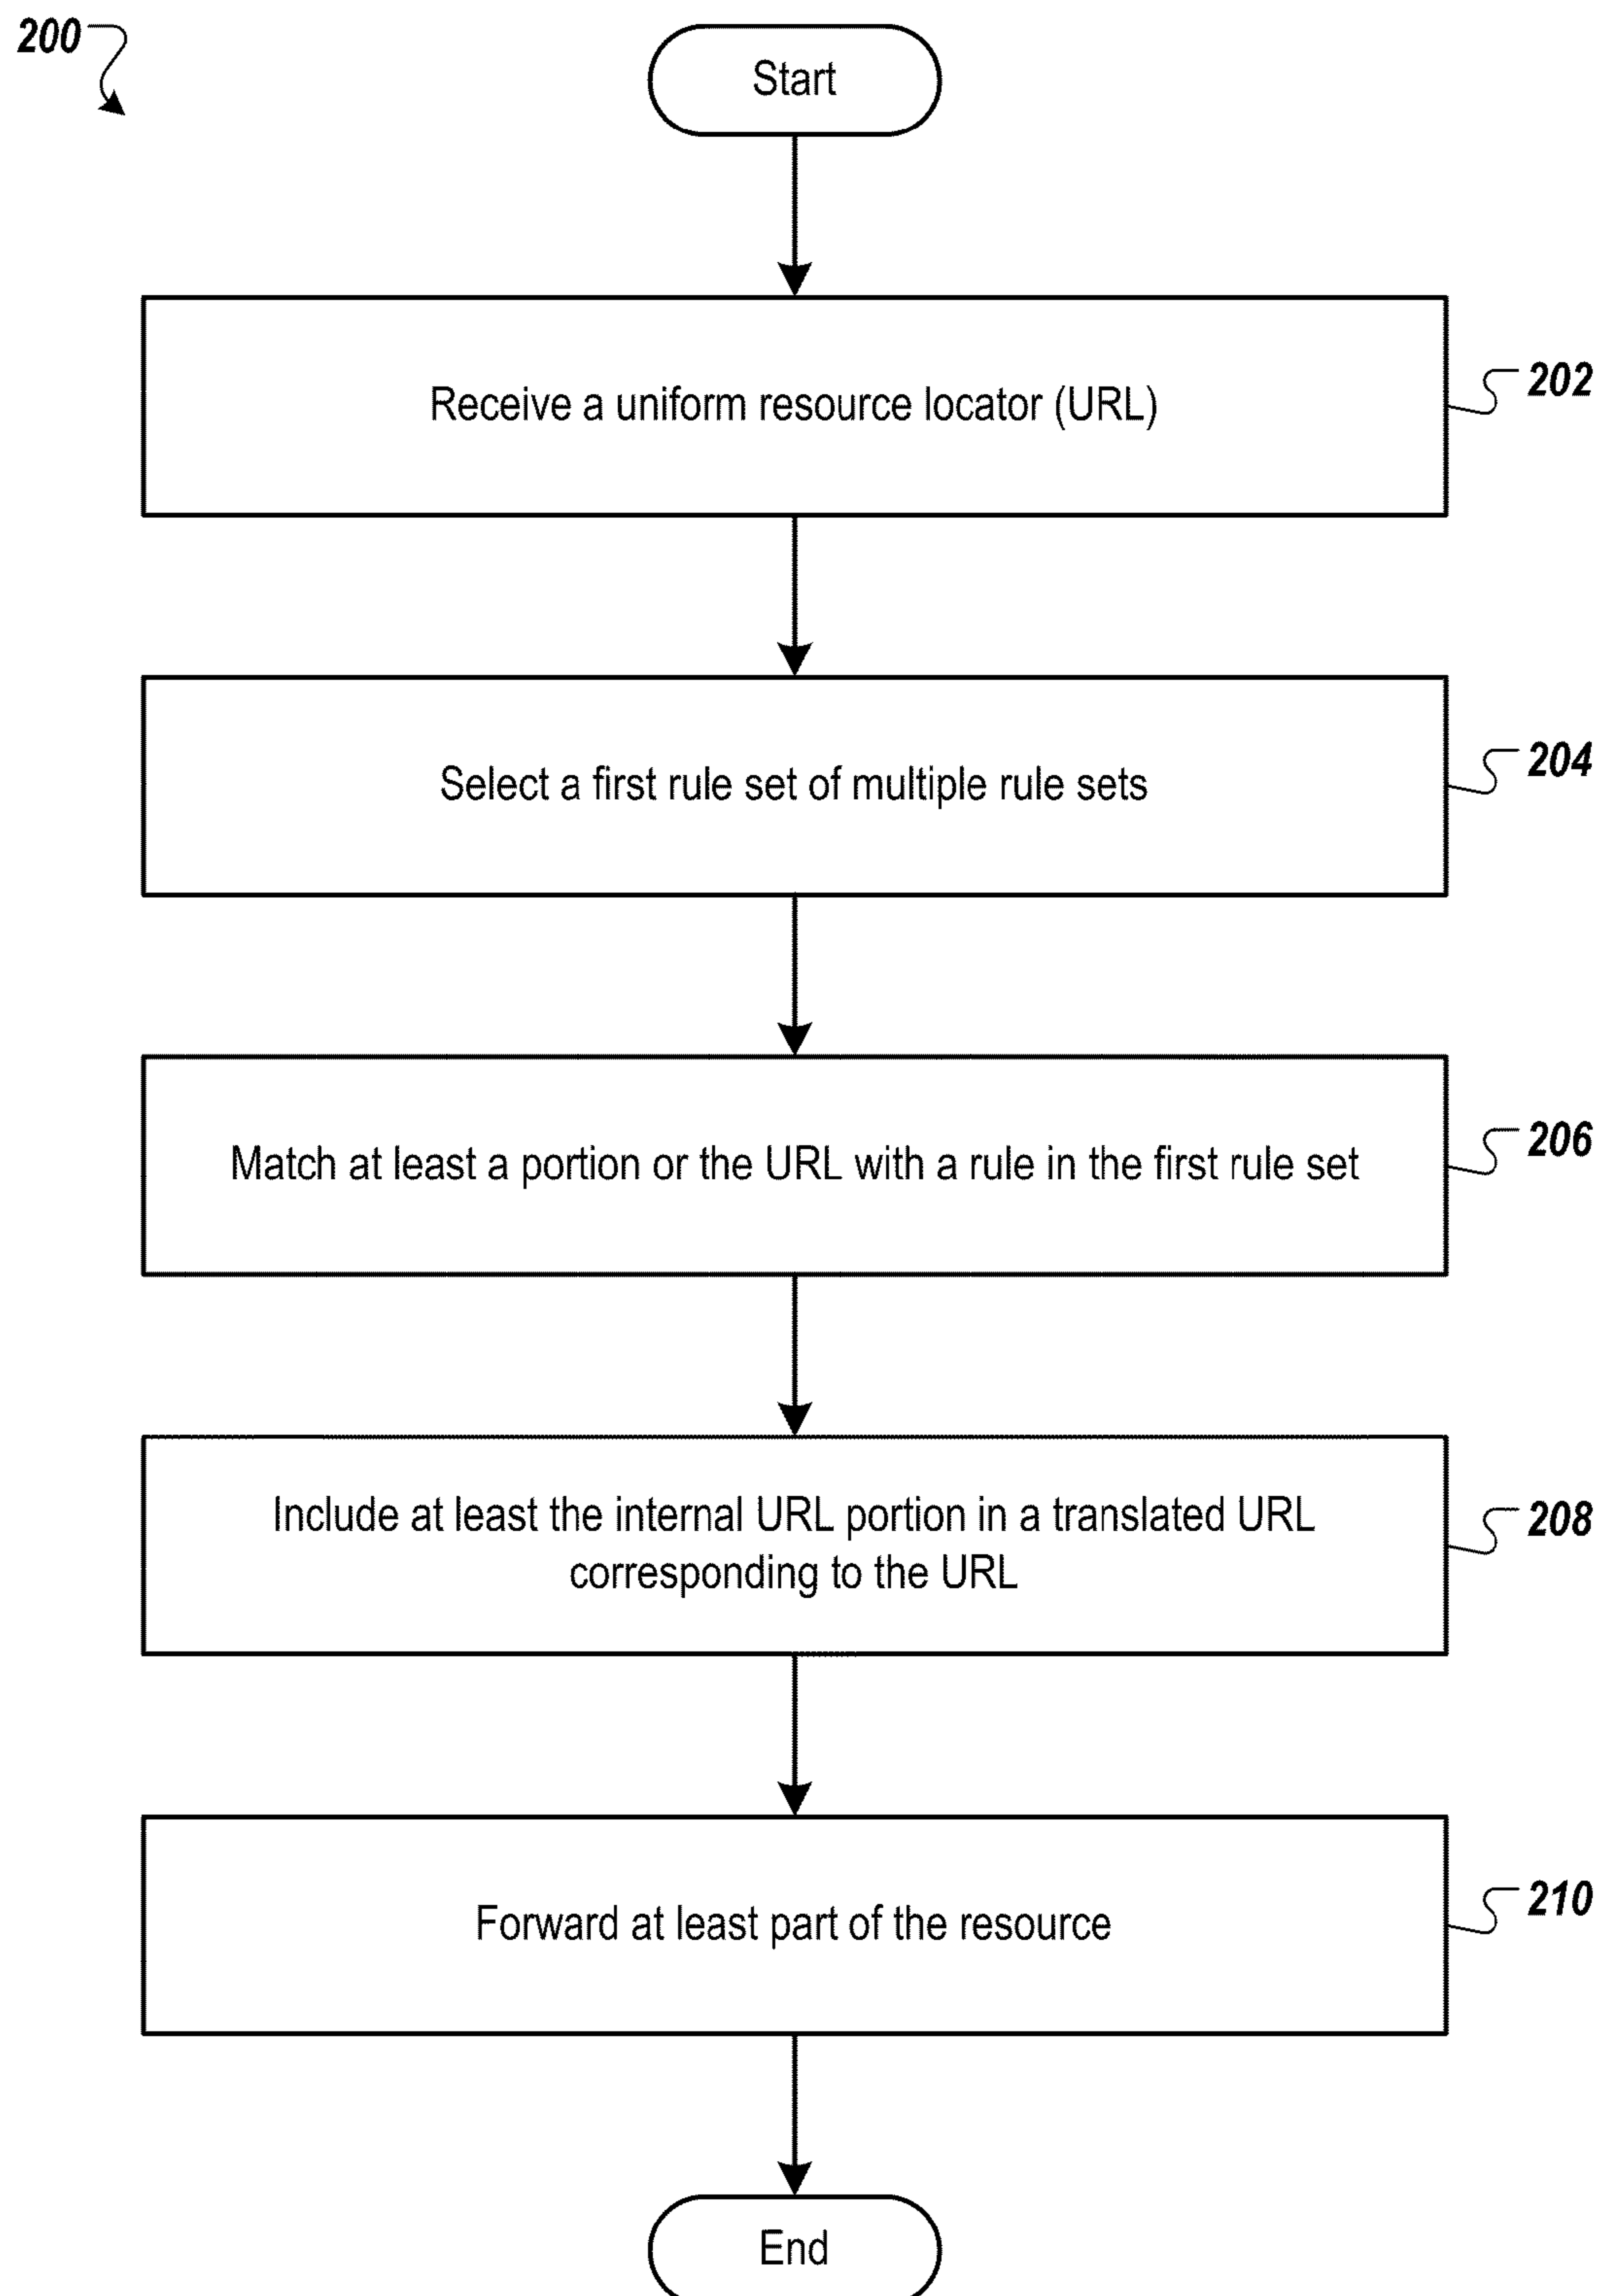 200
Start
Receive a uniform resource locator (URL)
202
Select a first rule set of multiple rule sets
204
Match at least a portion or the URL with a rule in the first rule set
206
Include at least the internal URL portion in a translated URL
corresponding to the URL
208
Forward at least part of the resource
210
End